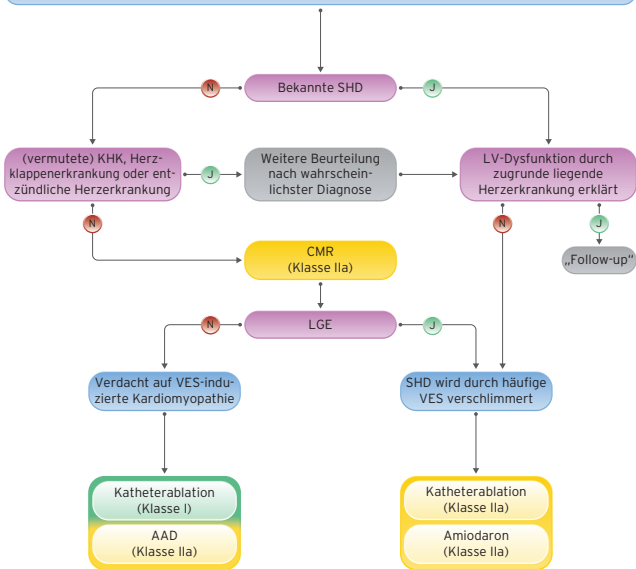 N
Bekannte SHD
J
(vermutete) KHK, Herz-
klappenerkrankung oder ent-
zündliche Herzerkrankung
J
Weitere Beurteilung
nach wahrschein-
lichster Diagnose
LV-Dysfunktion durch
zugrunde liegende
Herzerkrankung erklärt
N
N
J
CMR
(Klasse IIa)
„Follow-up“
N
LGE
J
Verdacht auf VES-indu-
zierte Kardiomyopathie
SHD wird durch häufige
VES verschlimmert
Katheterablation
(Klasse I)
AAD
(Klasse IIa)
Katheterablation
(Klasse IIa)
Amiodaron
(Klasse IIa)